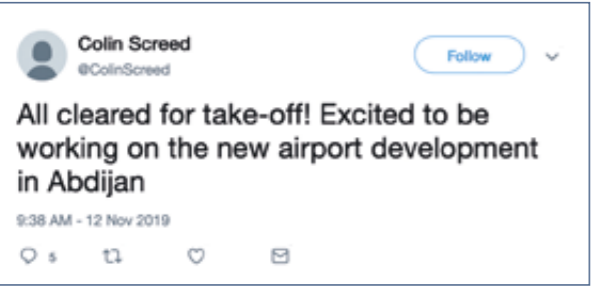 Colin Screed
@ColinScreed
Follow
All cleared for take-off! Excited to be
working on the new airport development
in Abdijan
9:38 AM - 12 Nov 2019
5